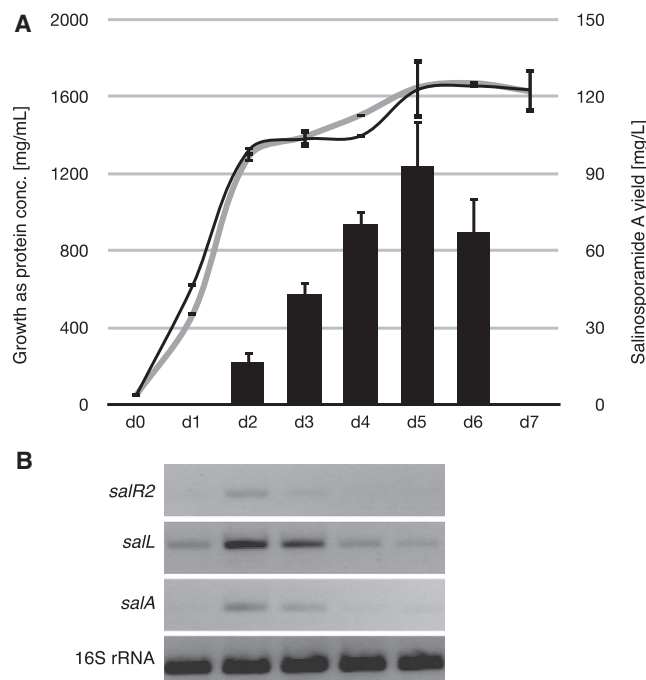 A
2000
1600
1200
800
400
0
Growth as protein conc. [mg/mL]
150
120
90
60
30
0
Salinosporamide A yield [mg/L]
d0 d1 d2 d3 d4 d5 d6 d7
B
salR2
salL
salA
16S rRNA